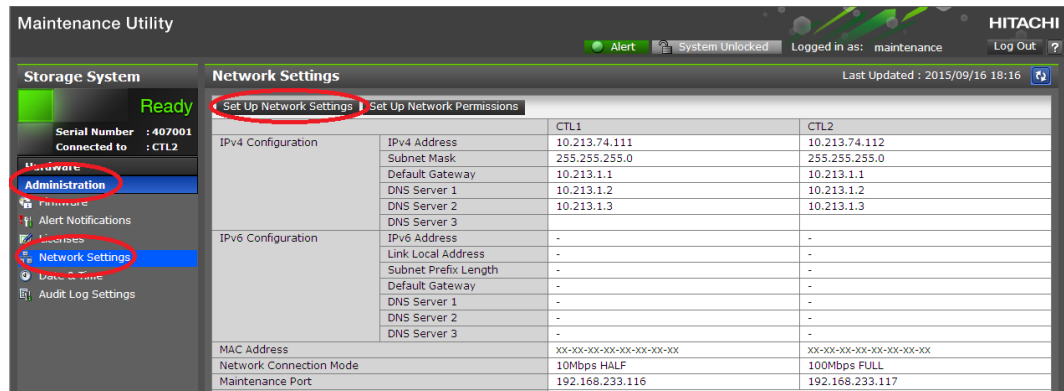 Maintenance Utility
HITACHI
Alert System Unlocked Logged in as: maintenance Log Out ?
Storage System
Ready
Serial Number : 407001
Connected to : CTL2
Hardware
Administration
Firmware
Alert Notifications
Licenses
Network Settings
Date & Time
Audit Log Settings
Network Settings Last Updated : 2015/09/16 18:16
Set Up Network Settings Set Up Network Permissions
CTL1 CTL2
IPv4 Configuration IPv4 Address 10.213.74.111 10.213.74.112
Subnet Mask 255.255.255.0 255.255.255.0
Default Gateway 10.213.1.1 10.213.1.1
DNS Server 1 10.213.1.2 10.213.1.2
DNS Server 2 10.213.1.3 10.213.1.3
DNS Server 3
IPv6 Configuration IPv6 Address - -
Link Local Address - -
Subnet Prefix Length - -
Default Gateway - -
DNS Server 1 - -
DNS Server 2 - -
DNS Server 3 - -
MAC Address xx-xx-xx-xx-xx-xx-xx-xx xx-xx-xx-xx-xx-xx-xx-xx
Network Connection Mode 10Mbps HALF 100Mbps FULL
Maintenance Port 192.168.233.116 192.168.233.117